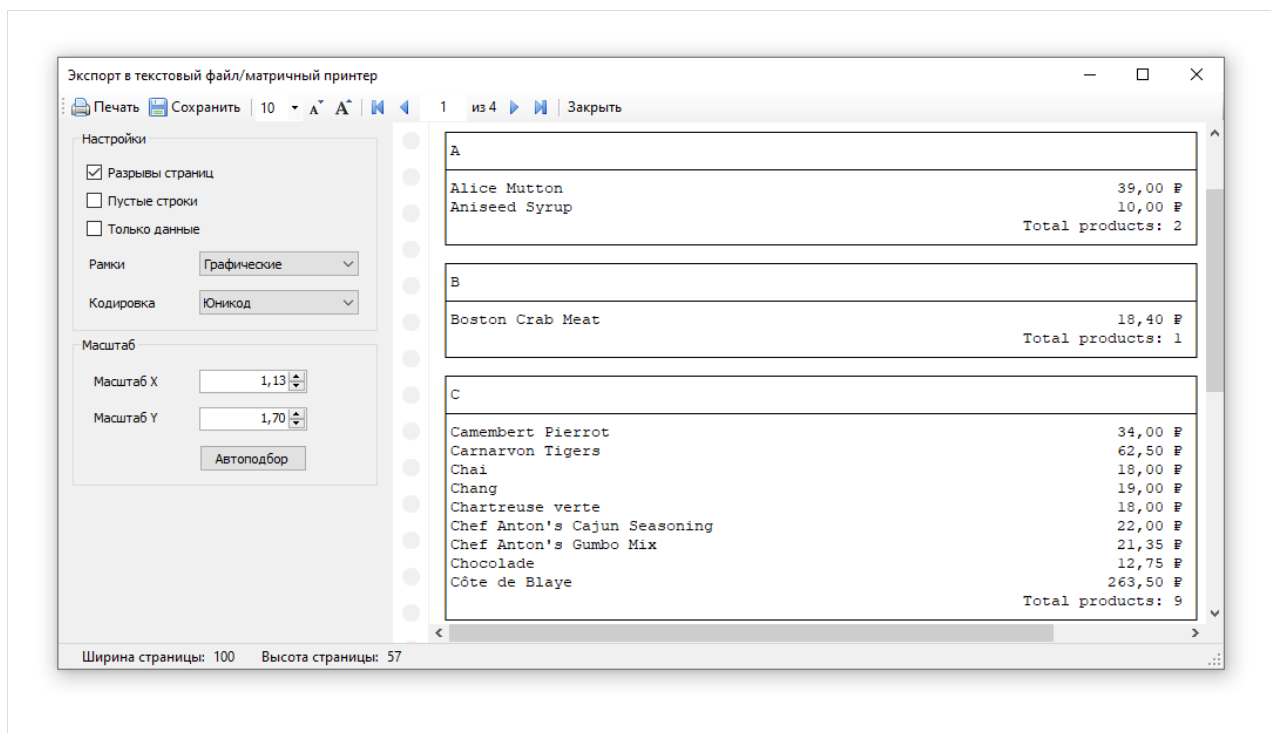 Экспорт в текстовый файл/матричный принтер
Печать Сохранить 10 A A 1 из 4 Закрыть
Настройки
Разрывы страниц
Пустые строки
Только данные
Рамки Графические
Кодировка Юникод
Масштаб
Масштаб X 1,13
Масштаб Y 1,70
Автоподбор
A
Alice Mutton 39,00 ₽
Aniseed Syrup 10,00 ₽
Total products: 2
B
Boston Crab Meat 18,40 ₽
Total products: 1
C
Camembert Pierrot 34,00 ₽
Carnarvon Tigers 62,50 ₽
Chai 18,00 ₽
Chang 19,00 ₽
Chartreuse verte 18,00 ₽
Chef Anton's Cajun Seasoning 22,00 ₽
Chef Anton's Gumbo Mix 21,35 ₽
Chocolade 12,75 ₽
Côte de Blaye 263,50 ₽
Total products: 9
Ширина страницы: 100 Высота страницы: 57